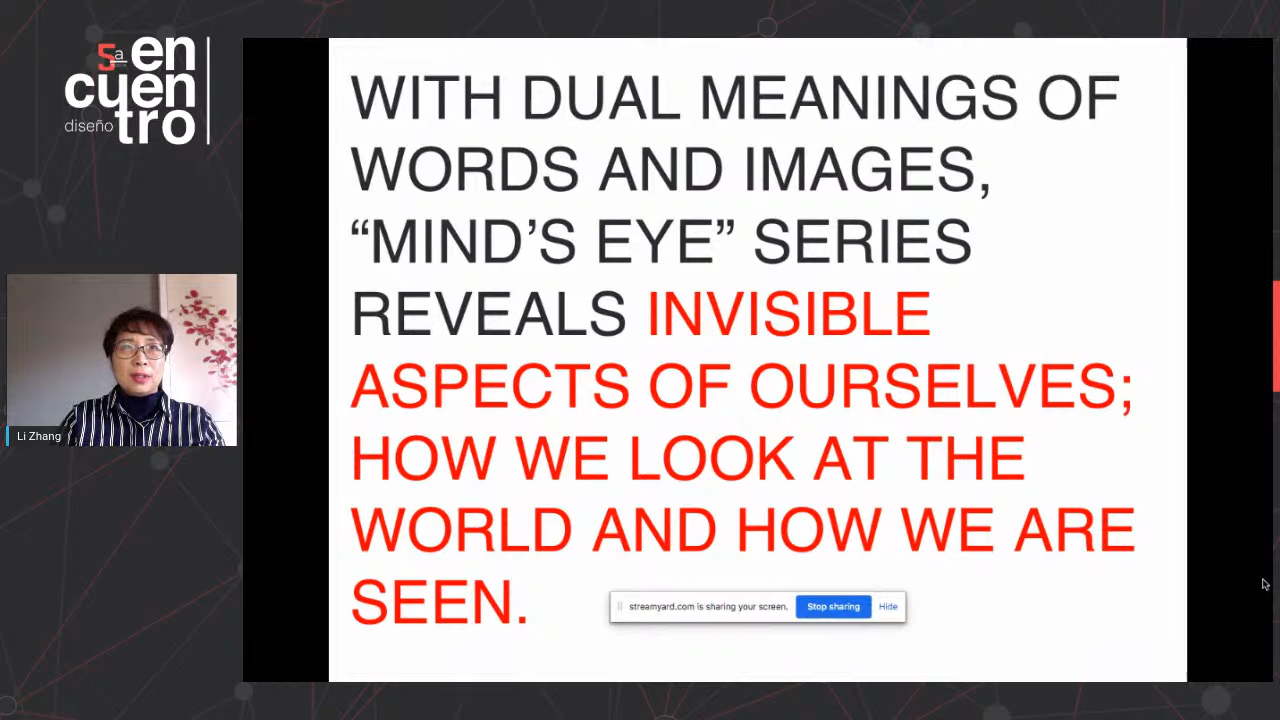 5a en
cuen
diseño tro
WITH DUAL MEANINGS OF
WORDS AND IMAGES,
“MIND’S EYE” SERIES
REVEALS INVISIBLE
ASPECTS OF OURSELVES;
HOW WE LOOK AT THE
WORLD AND HOW WE ARE
SEEN.
streamyard.com is sharing your screen. Stop sharing Hide
Li Zhang